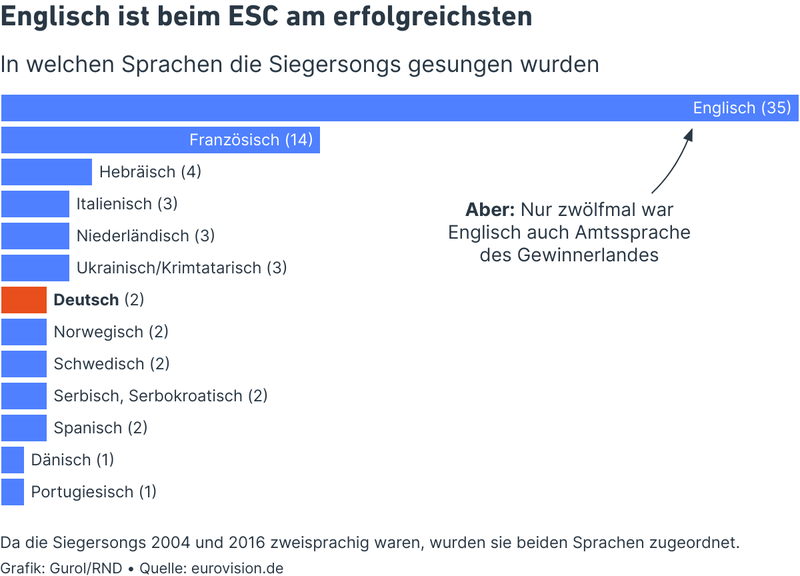 Englisch ist beim ESC am erfolgreichsten
In welchen Sprachen die Siegersongs gesungen wurden
Englisch (35)
Französisch (14)
Hebräisch (4)
Italienisch (3)
Niederländisch (3)
Ukrainisch/Krimtatarisch (3)
Aber: Nur zwölfmal war
Englisch auch Amtssprache
des Gewinnerlandes
Deutsch (2)
Norwegisch (2)
Schwedisch (2)
Serbisch, Serbokroatisch (2)
Spanisch (2)
Dänisch (1)
Portugiesisch (1)
Da die Siegersongs 2004 und 2016 zweisprachig waren, wurden sie beiden Sprachen zugeordnet.
Grafik: Gurol/RND • Quelle: eurovision.de